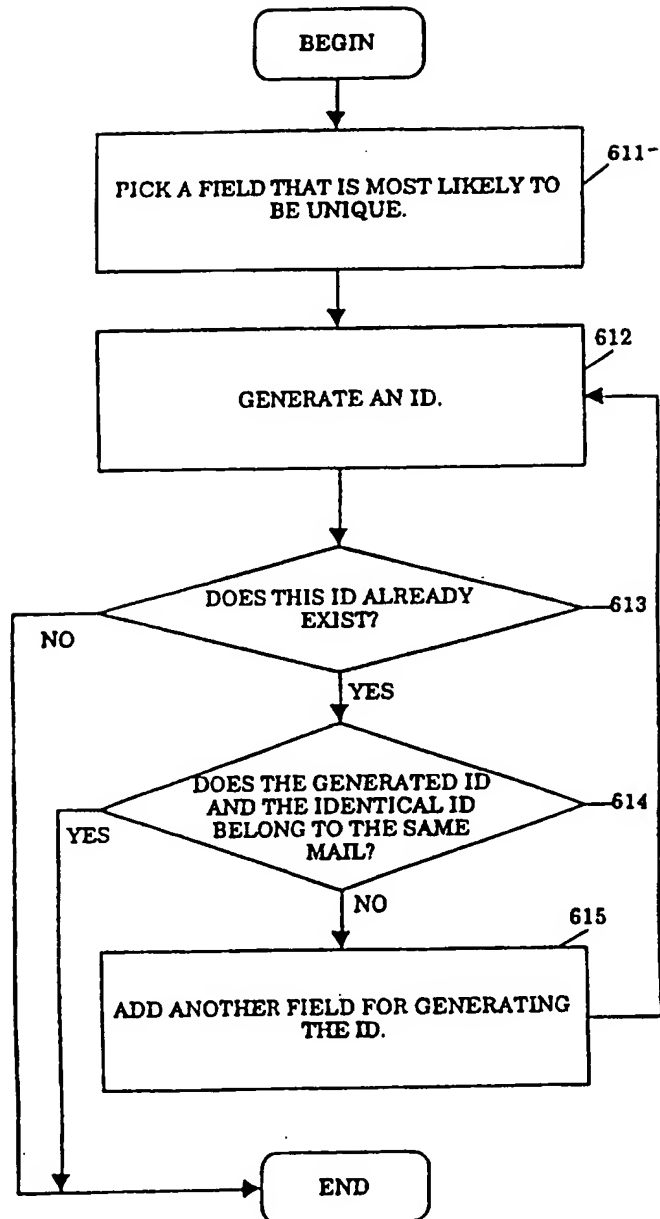 BEGIN
611
PICK A FIELD THAT IS MOST LIKELY TO
BE UNIQUE.
612
GENERATE AN ID.
DOES THIS ID ALREADY
EXIST?
613
NO
YES
DOES THE GENERATED ID
AND THE IDENTICAL ID
BELONG TO THE SAME
MAIL?
614
YES
NO
615
ADD ANOTHER FIELD FOR GENERATING
THE ID.
END